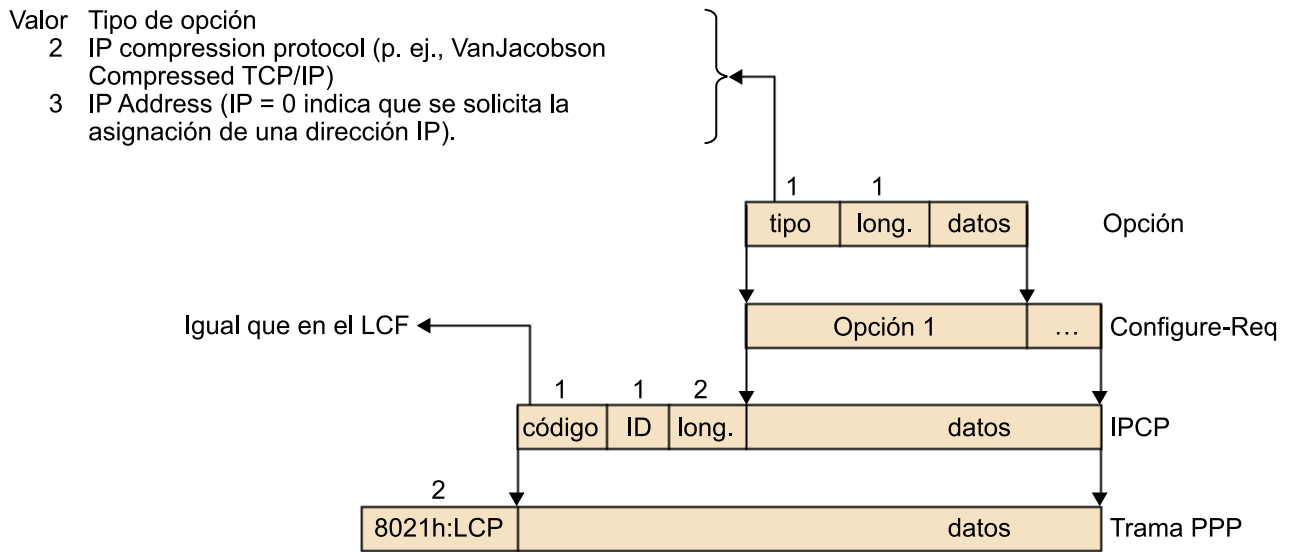 Valor Tipo de opción
2 IP compression protocol (p. ej., VanJacobson
Compressed TCP/IP)
3 IP Address (IP = 0 indica que se solicita la
asignación de una dirección IP).
1 1
tipo long. datos Opción
Igual que en el LCF
Opción 1 … Configure-Req
1 1 2
código ID long. datos IPCP
2
8021h:LCP datos Trama PPP